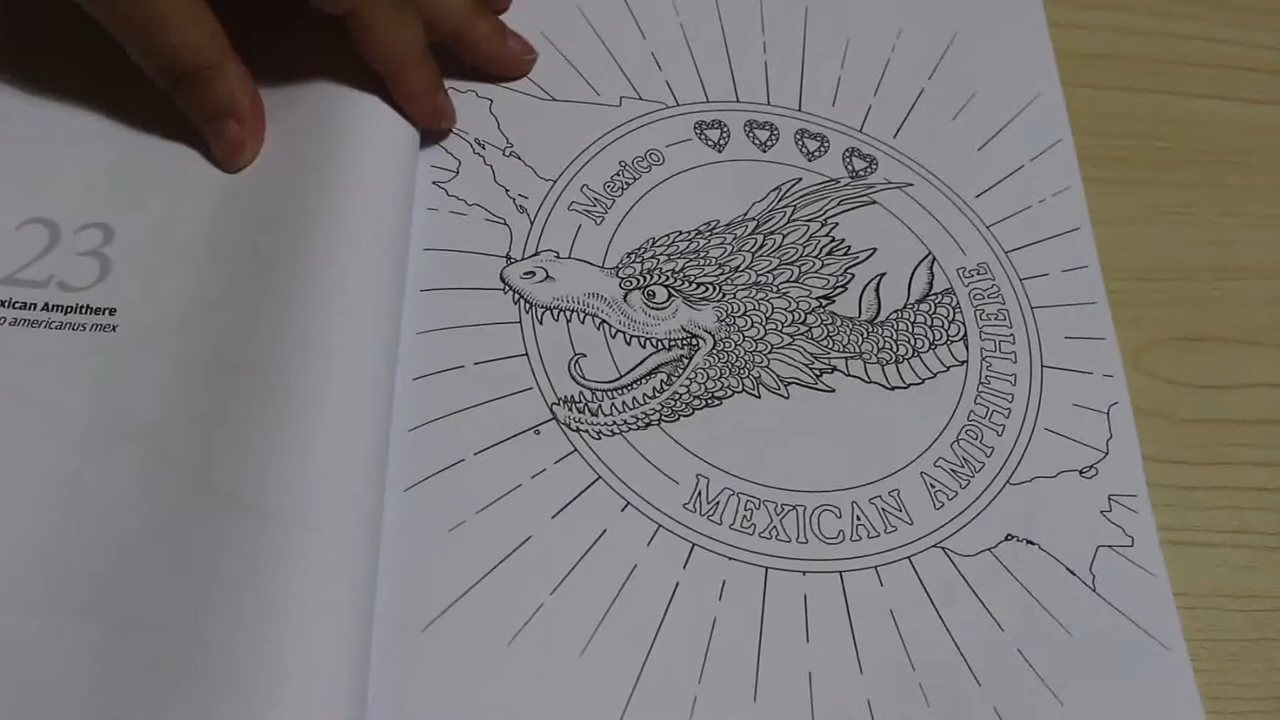 23
xican Ampithere
o americanus mex
Mexico
MEXICAN AMPHITHERE